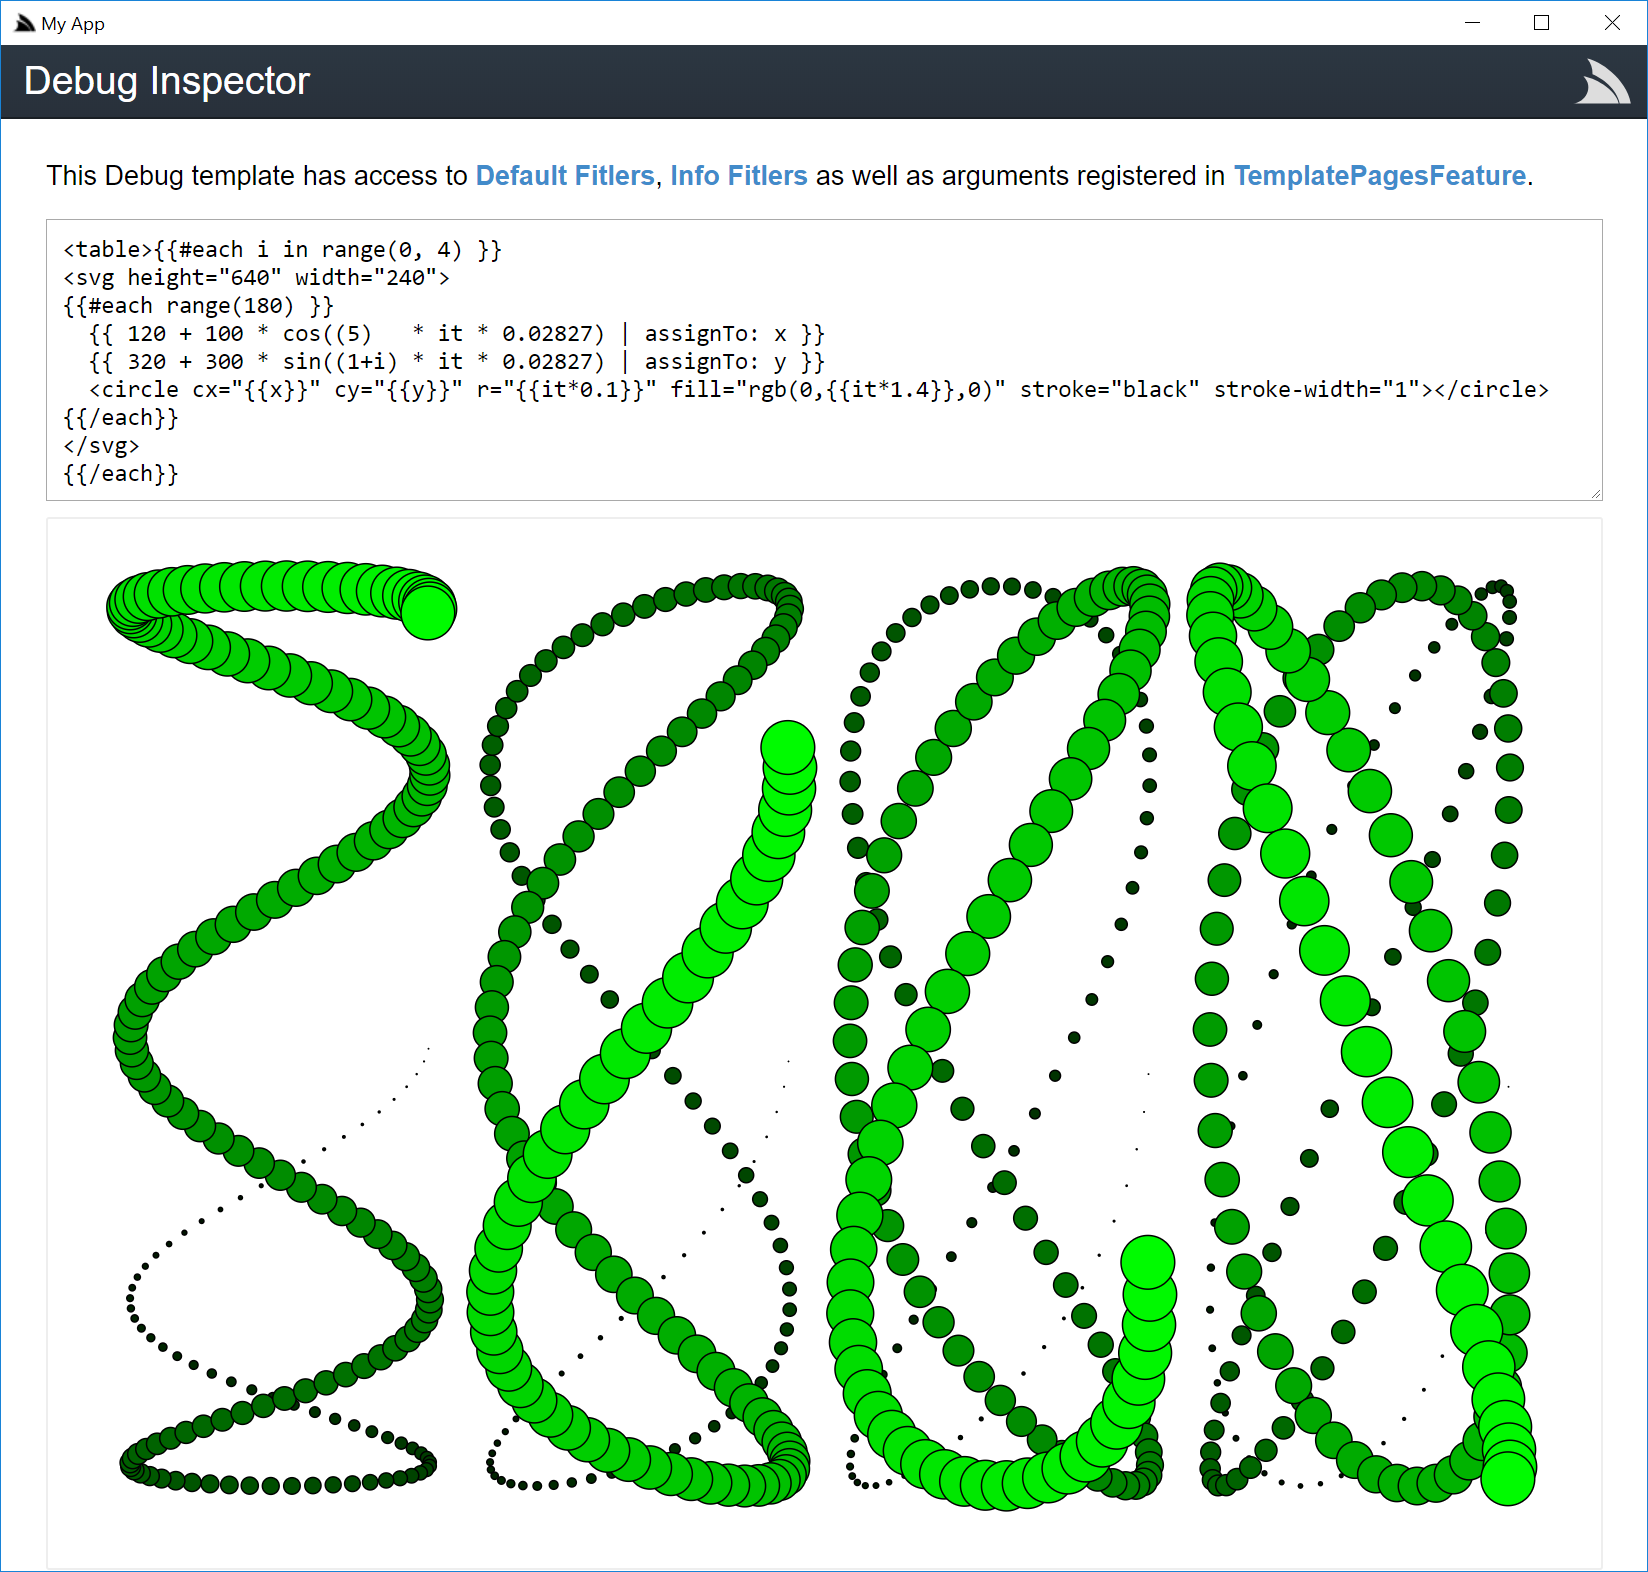 My App
Debug Inspector
This Debug template has access to Default Fitlers, Info Fitlers as well as arguments registered in TemplatePagesFeature.
<table>{{#each i in range(0, 4) }}
<svg height="640" width="240">
{{#each range(180) }}
  {{ 120 + 100 * cos((5)   * it * 0.02827) | assignTo: x }}
  {{ 320 + 300 * sin((1+i) * it * 0.02827) | assignTo: y }}
  <circle cx="{{x}}" cy="{{y}}" r="{{it*0.1}}" fill="rgb(0,{{it*1.4}},0)" stroke="black" stroke-width="1"></circle>
{{/each}}
</svg>
{{/each}}